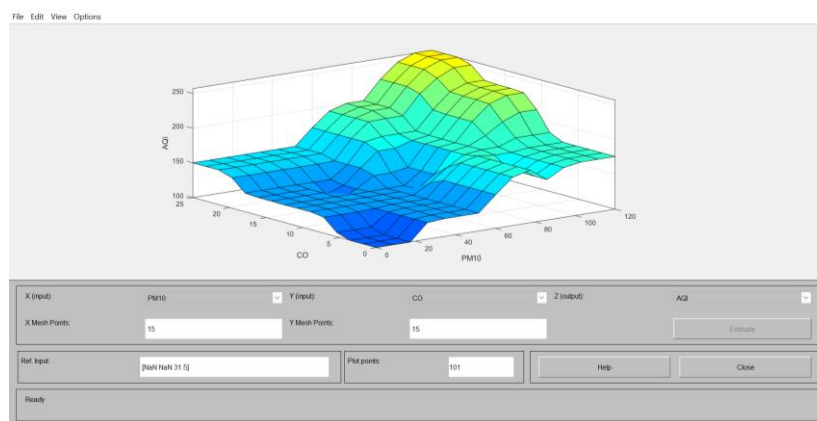 File Edit View Options
250
200
150
100
AQI
25
20
15
10
5
0
CO
0
20
40
60
80
100
120
PM10
X (input): PM10 Y (input): CO Z (output): AQI
X Mesh Points: 15 Y Mesh Points: 15 Evaluate
Ref. Input: [NaN NaN 31.5] Plot points: 101 Help Close
Ready